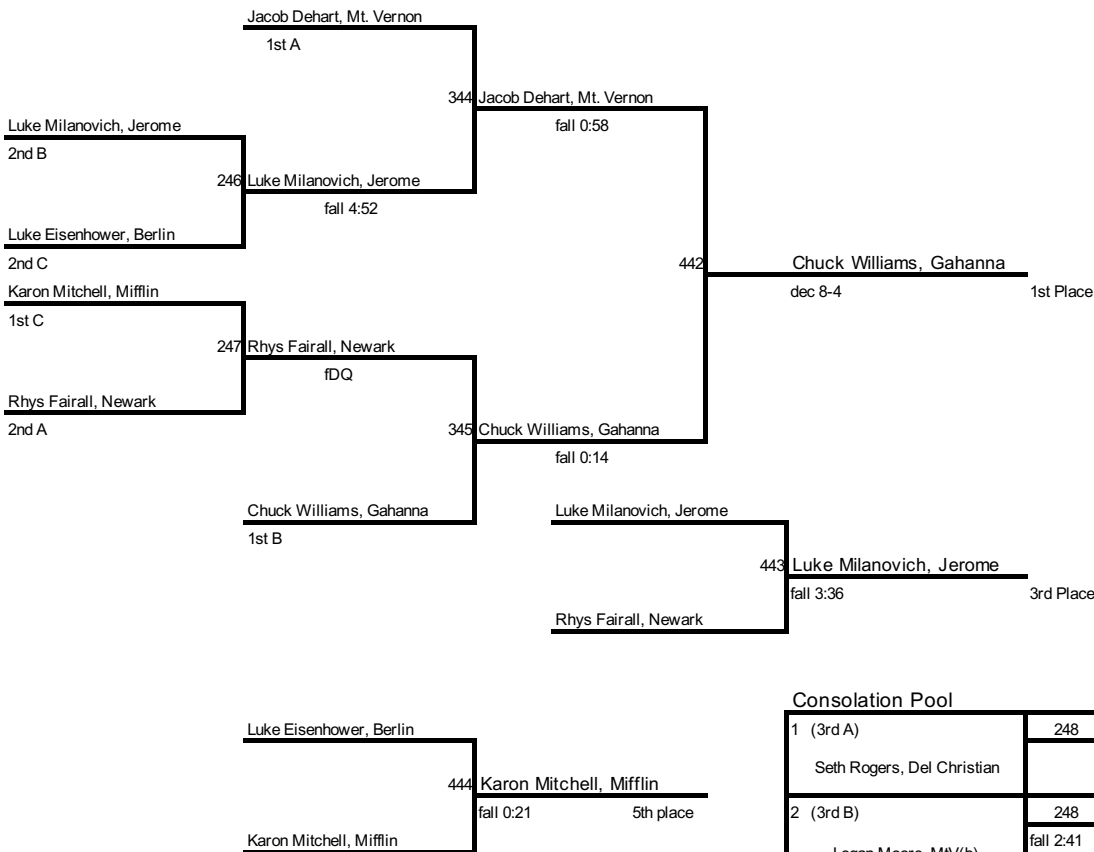 Jacob Dehart, Mt. Vernon
1st A
344 Jacob Dehart, Mt. Vernon
fall 0:58
Luke Milanovich, Jerome
2nd B
246 Luke Milanovich, Jerome
fall 4:52
Luke Eisenhower, Berlin
2nd C
442 Chuck Williams, Gahanna
dec 8-4 1st Place
Karon Mitchell, Mifflin
1st C
247 Rhys Fairall, Newark
fDQ
Rhys Fairall, Newark
2nd A
345 Chuck Williams, Gahanna
fall 0:14
Chuck Williams, Gahanna
1st B
Luke Milanovich, Jerome
443 Luke Milanovich, Jerome
fall 3:36 3rd Place
Rhys Fairall, Newark
Luke Eisenhower, Berlin
444 Karon Mitchell, Mifflin
fall 0:21 5th place
Karon Mitchell, Mifflin
Consolation Pool
1 (3rd A) 248
Seth Rogers, Del Christian
2 (3rd B) 248
fall 2:41